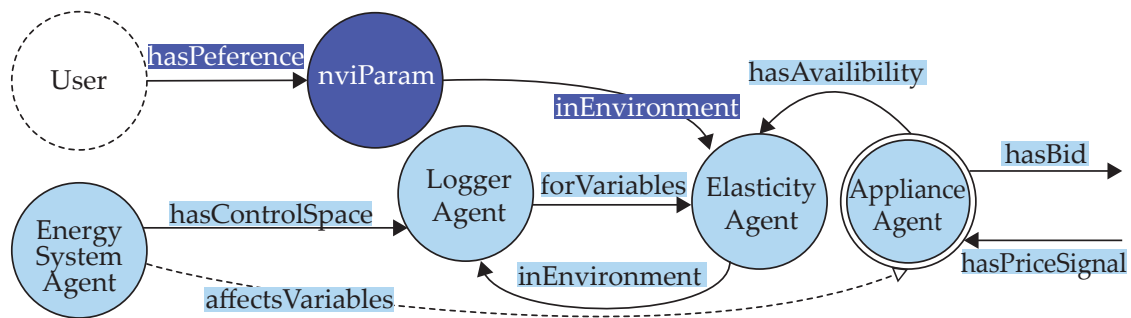 User
hasPeference
nviParam
inEnvironment
hasAvailibility
Logger
Agent
forVariables
Elasticity
Agent
Appliance
Agent
hasBid
hasPriceSignal
Energy
System
Agent
hasControlSpace
inEnvironment
affectsVariables